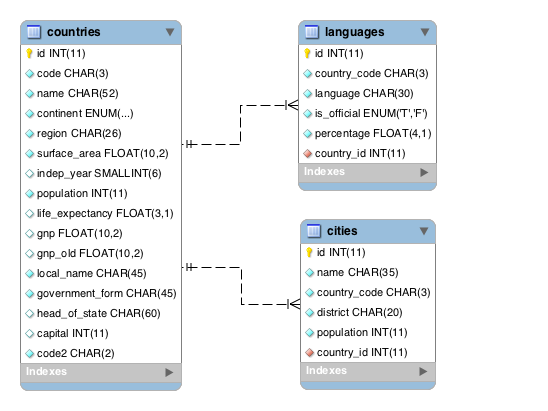 countries
id INT(11)
code CHAR(3)
name CHAR(52)
continent ENUM(...)
region CHAR(26)
surface_area FLOAT(10,2)
indep_year SMALLINT(6)
population INT(11)
life_expectancy FLOAT(3,1)
gnp FLOAT(10,2)
gnp_old FLOAT(10,2)
local_name CHAR(45)
government_form CHAR(45)
head_of_state CHAR(60)
capital INT(11)
code2 CHAR(2)
Indexes
languages
id INT(11)
country_code CHAR(3)
language CHAR(30)
is_official ENUM('T','F')
percentage FLOAT(4,1)
country_id INT(11)
Indexes
cities
id INT(11)
name CHAR(35)
country_code CHAR(3)
district CHAR(20)
population INT(11)
country_id INT(11)
Indexes